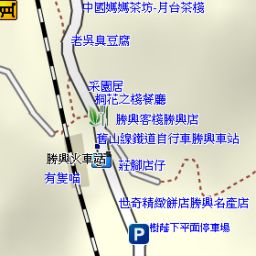 中國媽媽茶坊-月台茶棧
老吳臭豆腐
采園居
桐花之棧餐廳
勝興客棧勝興店
舊山線鐵道自行車勝興車站
勝興火車站
莊腳店仔
有隻喵
世奇精緻餅店勝興名產店
樹蔭下平面停車場
P